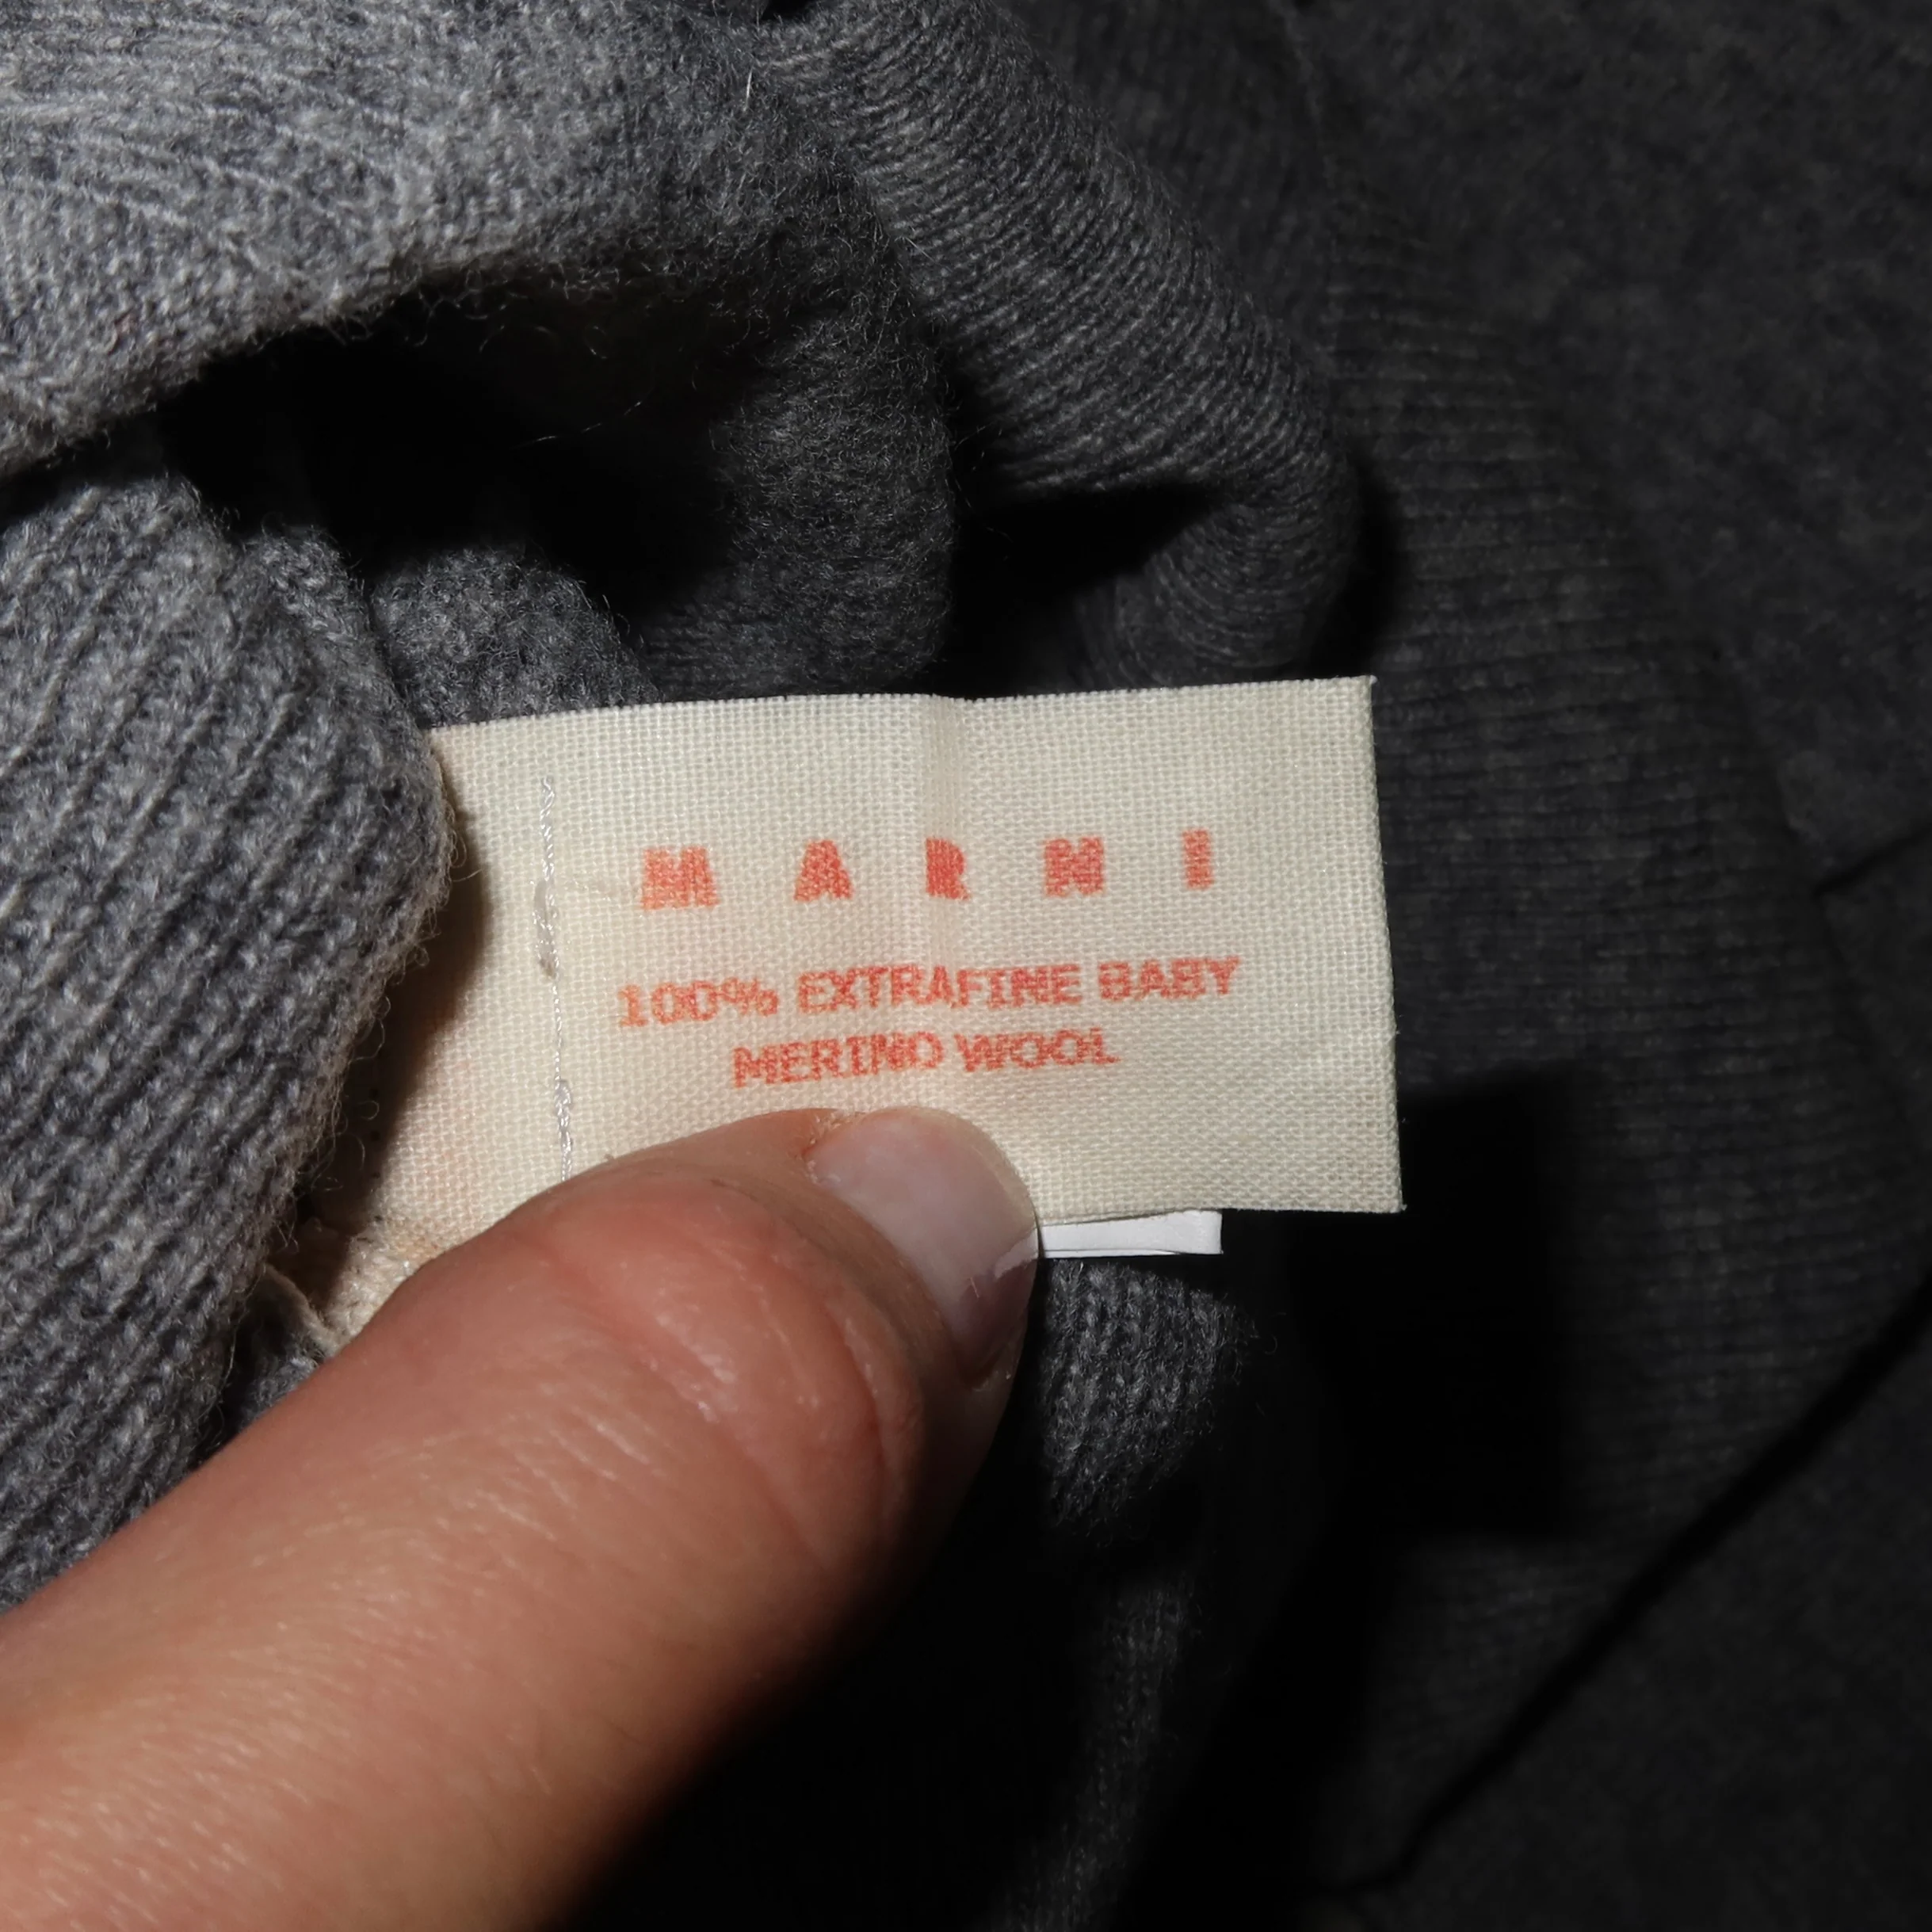 MARNI
100% EXTRAFINE BABY
MERINO WOOL